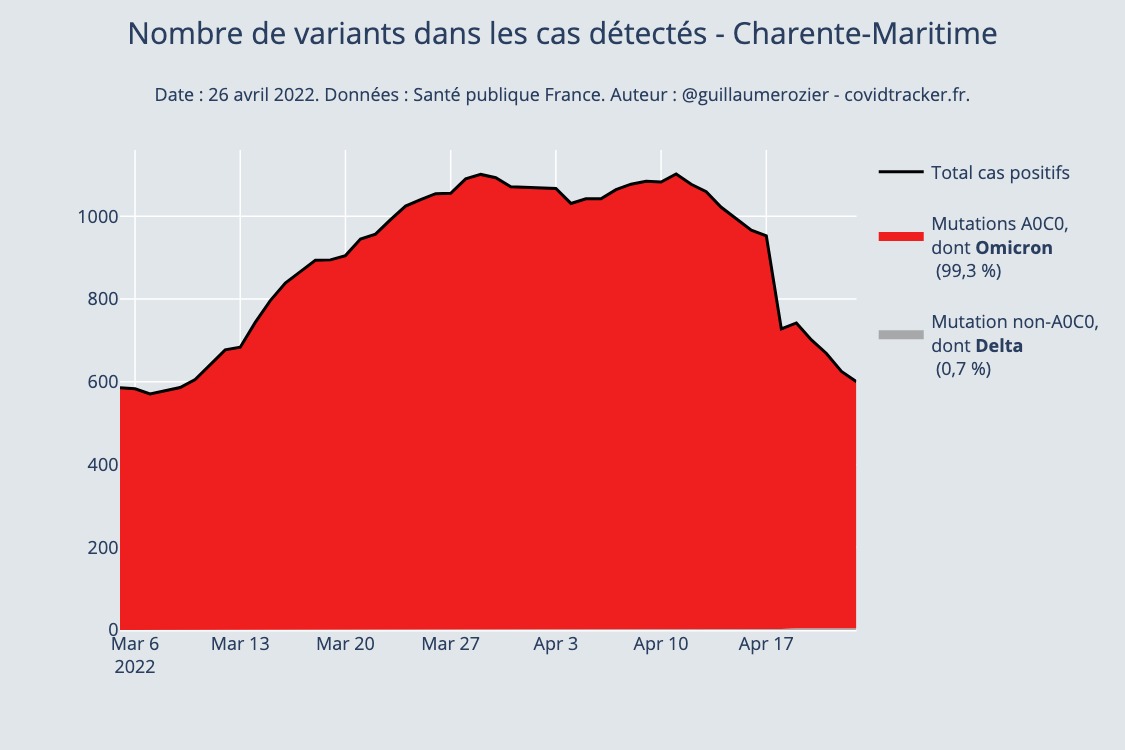 Nombre de variants dans les cas détectés - Charente-Maritime
Date : 26 avril 2022. Données : Santé publique France. Auteur : @guillaumerozier - covidtracker.fr.
Total cas positifs
Mutations A0C0,
dont Omicron
(99,3 %)
Mutation non-A0C0,
dont Delta
(0,7 %)
1000
800
600
400
200
0
Mar 6 Mar 13 Mar 20 Mar 27 Apr 3 Apr 10 Apr 17
2022